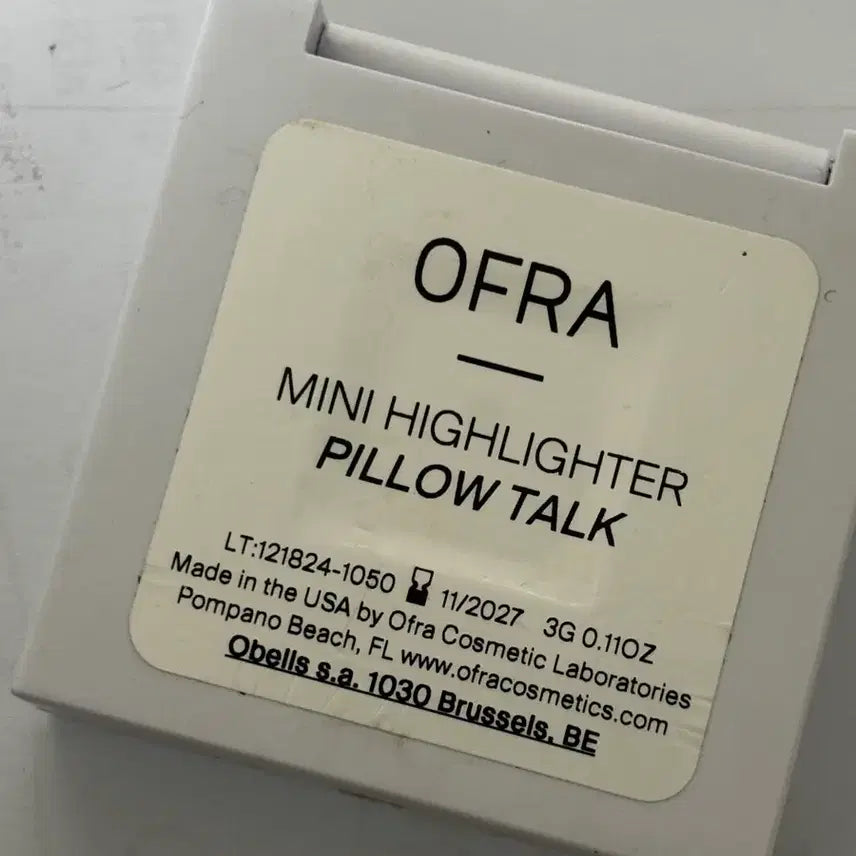 OFRA
MINI HIGHLIGHTER
PILLOW TALK
LT:121824-1050 11/2027 3G 0.11OZ
Made in the USA by Ofra Cosmetic Laboratories
Pompano Beach, FL www.ofracosmetics.com
Obells s.a. 1030 Brussels, BE